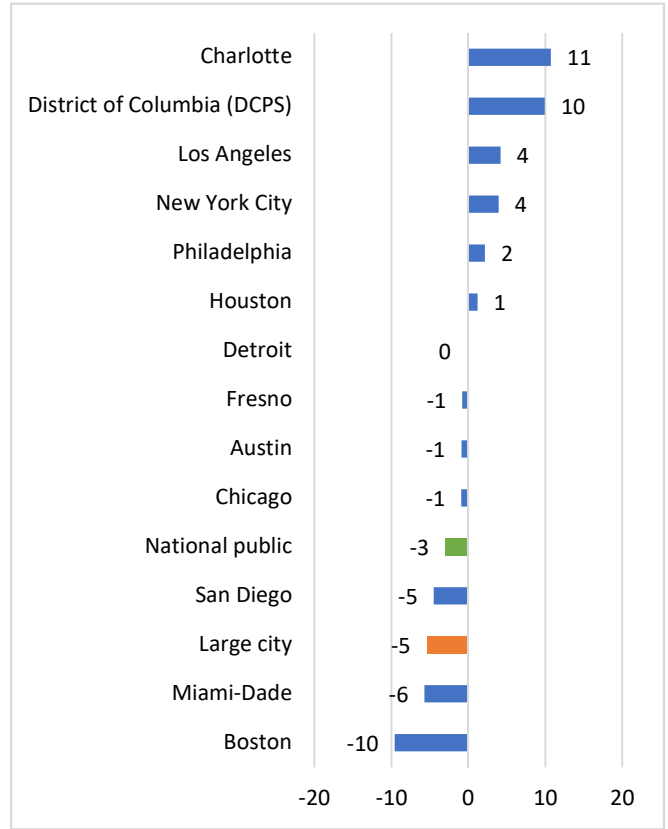 Charlotte 11
District of Columbia (DCPS) 10
Los Angeles 4
New York City 4
Philadelphia 2
Houston 1
Detroit 0
Fresno -1
Austin -1
Chicago -1
National public -3
San Diego -5
Large city -5
Miami-Dade -6
Boston -10
-20 -10 0 10 20